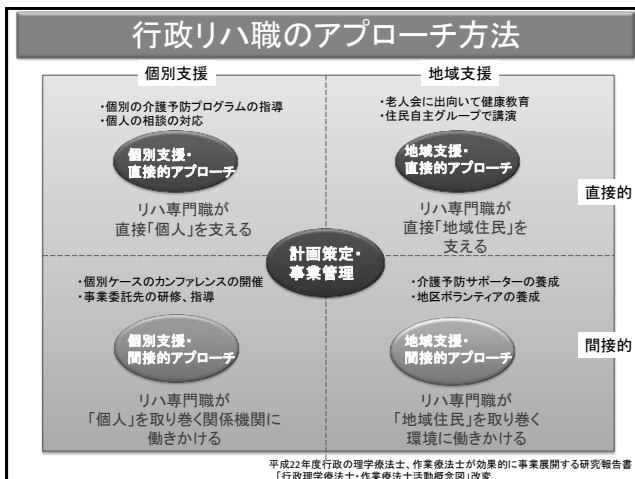 行政リハ職のアプローチ方法
個別支援
地域支援
・個別の介護予防プログラムの指導
・個人の相談の対応
・老人会に出向いて健康教育
・住民自主グループで講演
個別支援・
直接的アプローチ
地域支援・
直接的アプローチ
直接的
リハ専門職が
直接「個人」を支える
リハ専門職が
直接「地域住民」を
支える
計画策定・
事業管理
・個別ケースのカンファレンスの開催
・事業委託先の研修、指導
・介護予防サポーターの養成
・地区ボランティアの養成
個別支援・
間接的アプローチ
地域支援・
間接的アプローチ
間接的
リハ専門職が
「個人」を取り巻く関係機関に
働きかける
リハ専門職が
「地域住民」を取り巻く
環境に働きかける
平成22年度行政の理学療法士、作業療法士が効果的に事業展開する研究報告書
「行政理学療法士・作業療法士活動概念図」改変